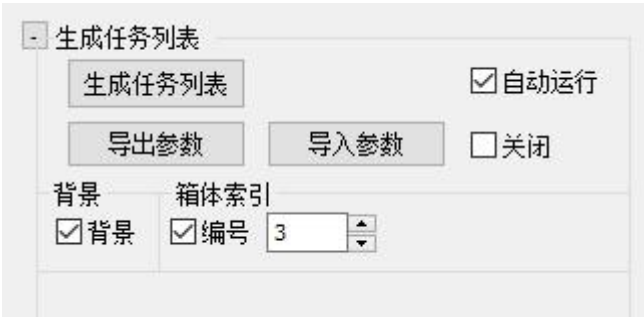 - 生成任务列表
生成任务列表 自动运行
导出参数 导入参数 关闭
背景 箱体索引
背景 编号 3